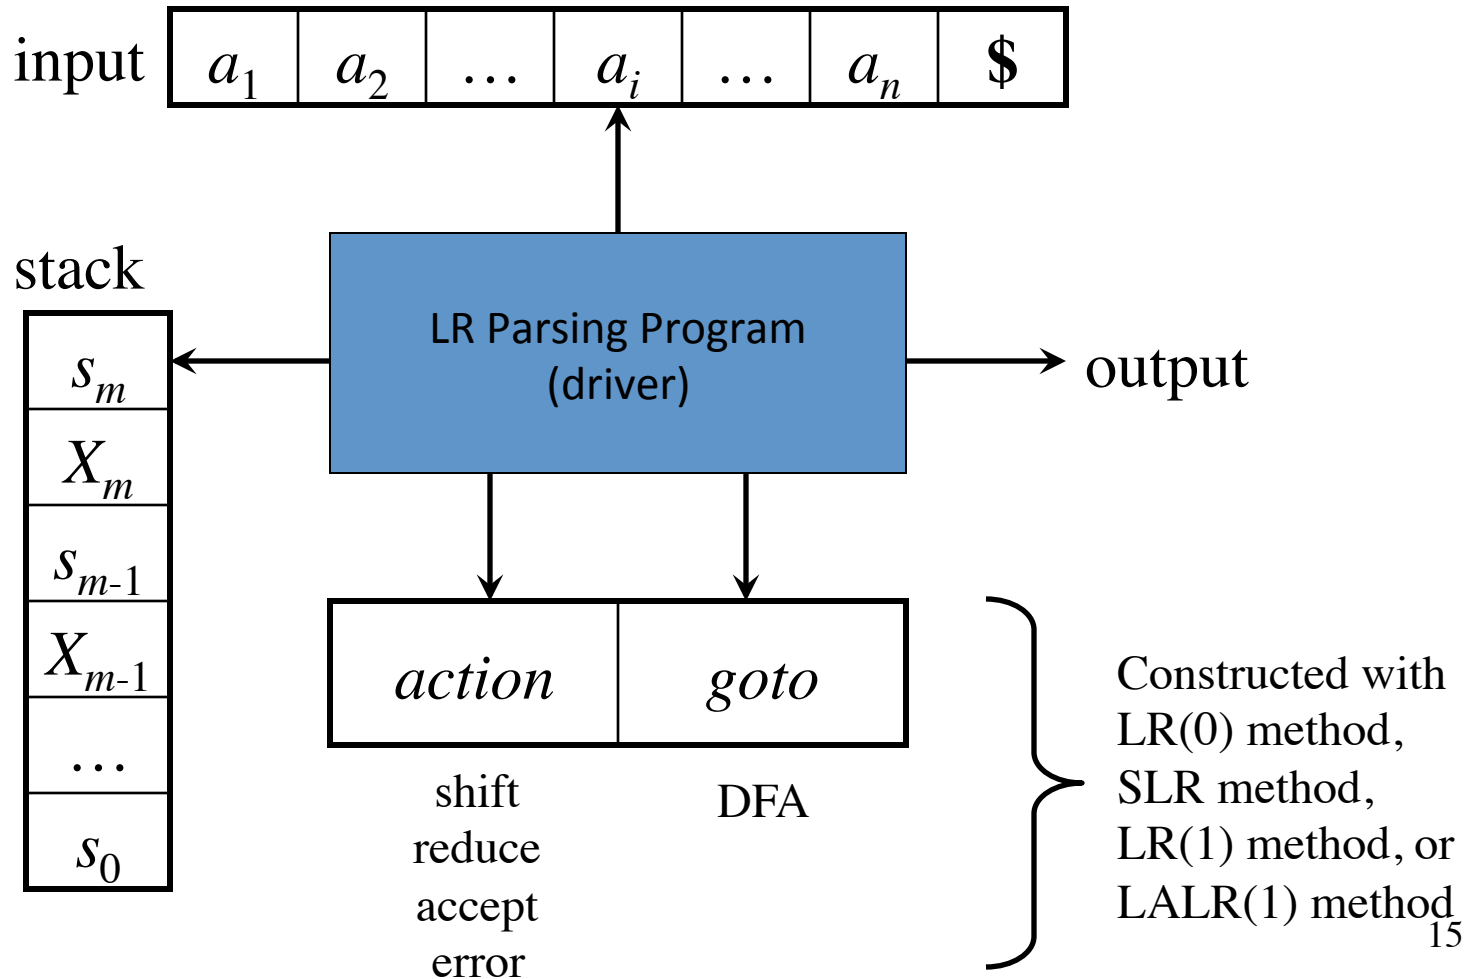 input a₁ a₂ … aᵢ … aₙ $
stack
LR Parsing Program
(driver)
output
sₘ
Xₘ
sₘ₋₁
Xₘ₋₁
…
s₀
action goto
shift
reduce
accept
error
DFA
Constructed with
LR(0) method,
SLR method,
LR(1) method, or
LALR(1) method
15